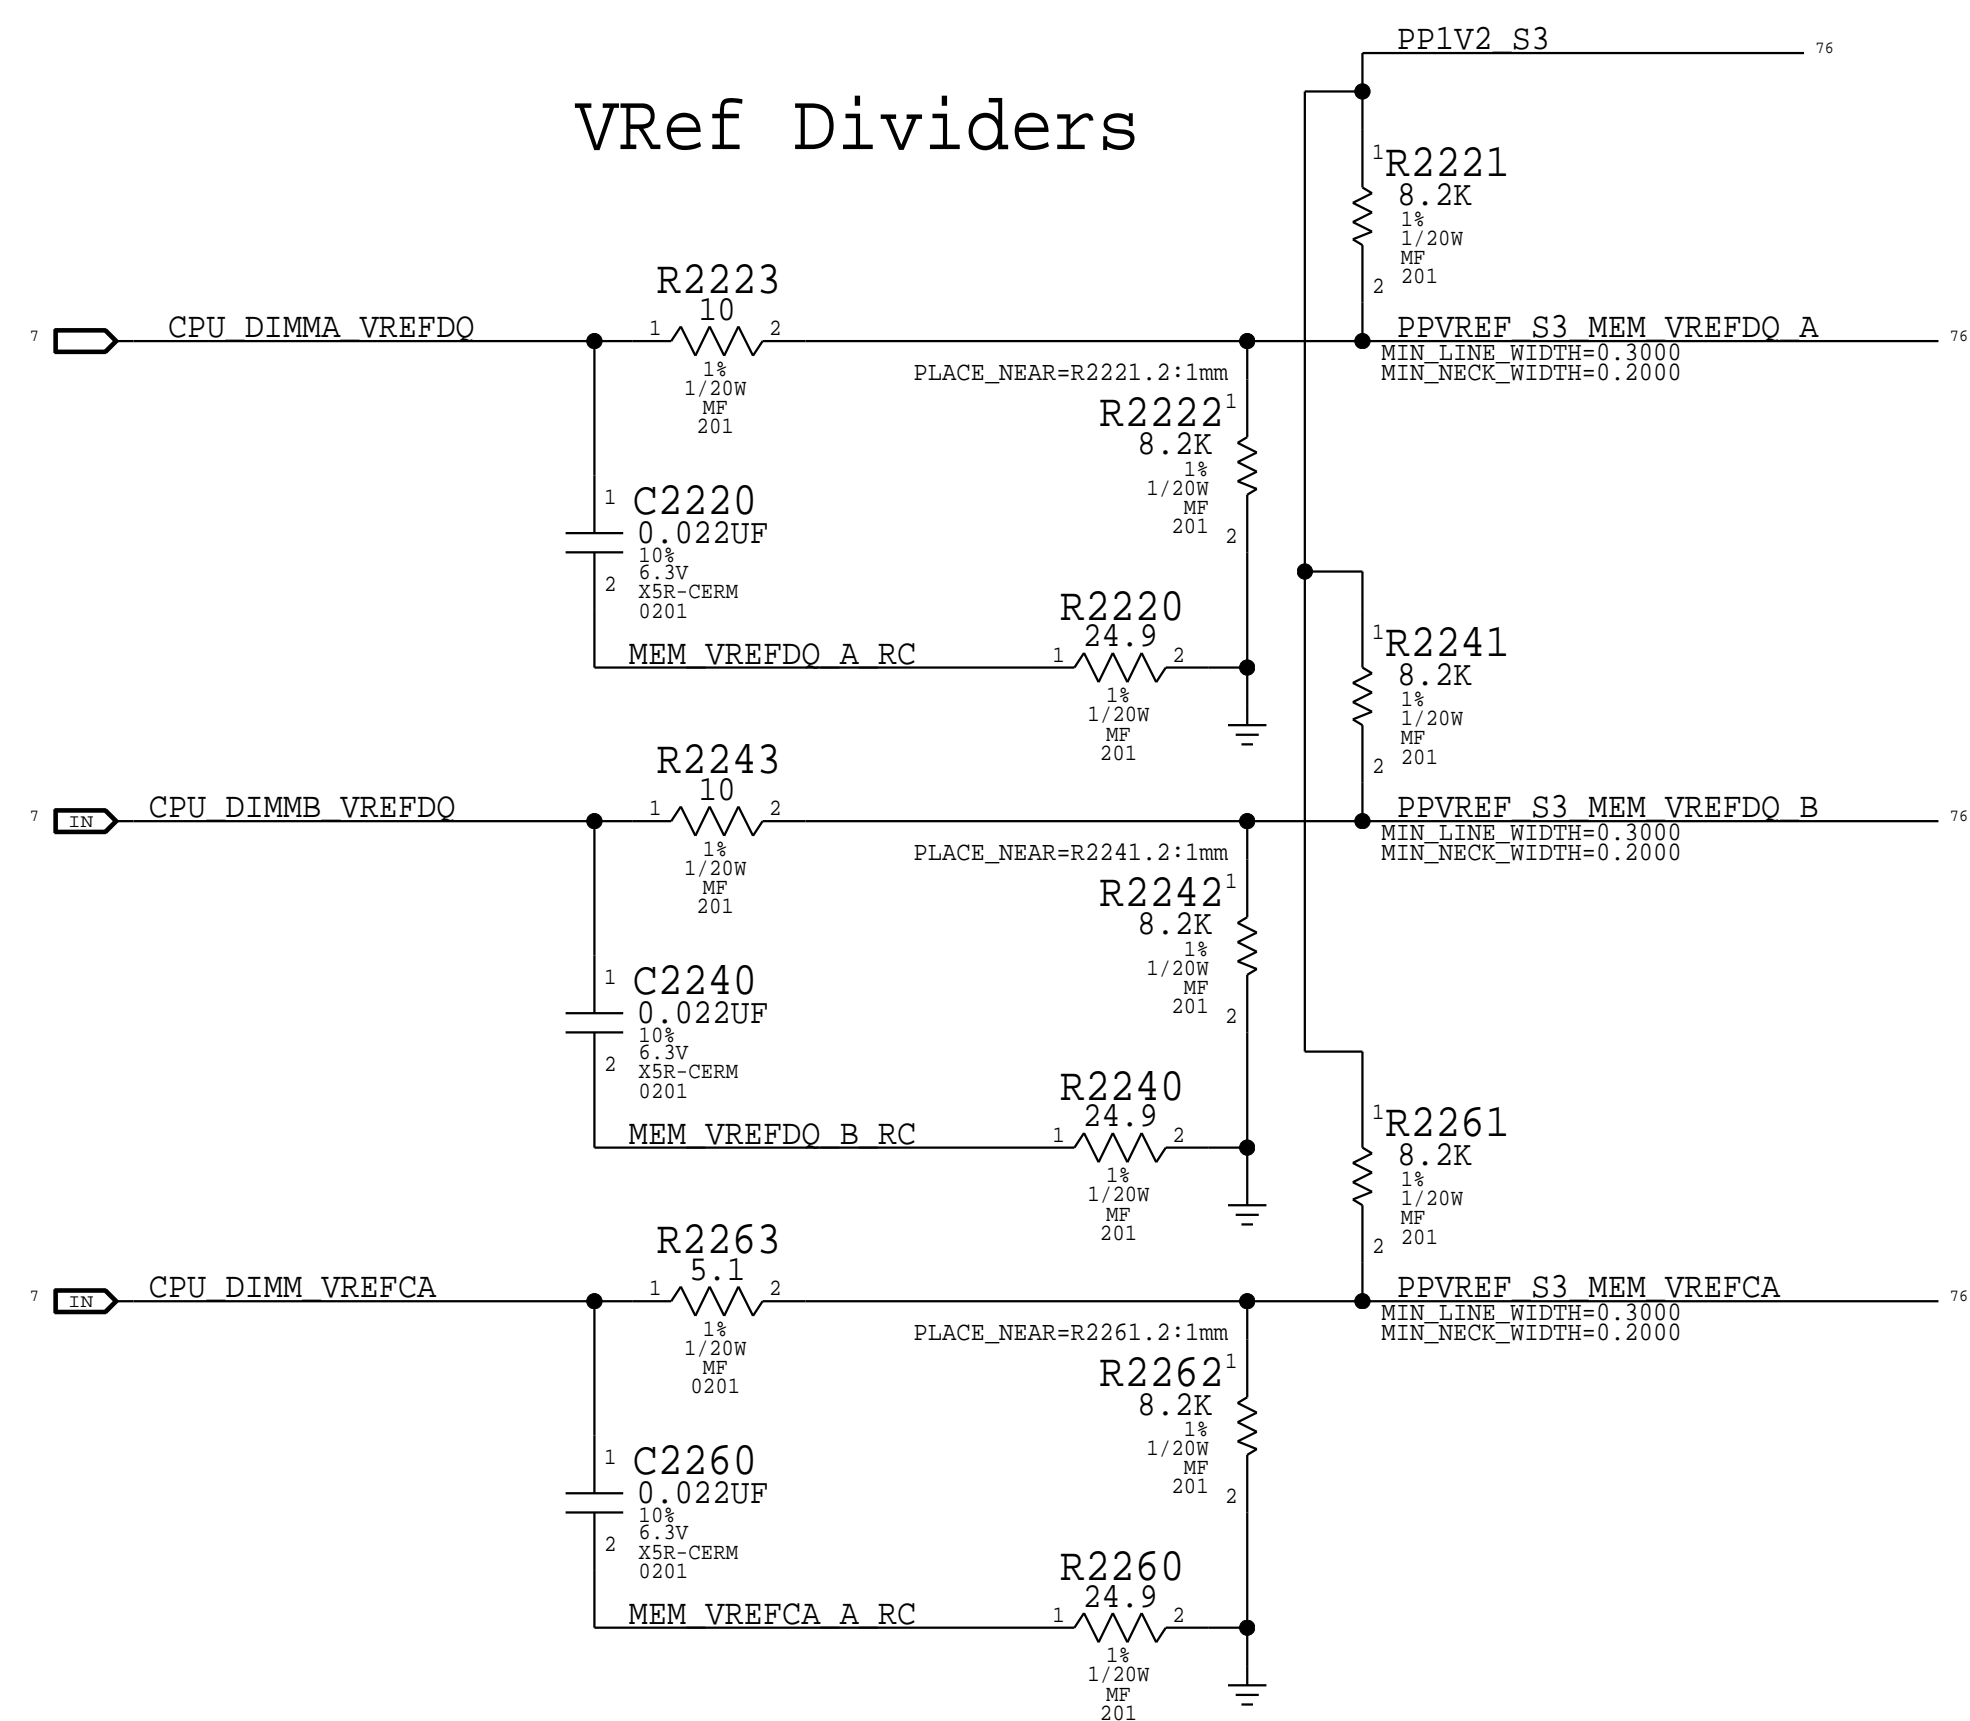 PP1V2_S3 76
VRef Dividers
1 R2221
8.2K
1%
1/20W
MF
201
2
R2223
10
7 CPU_DIMMA_VREFDQ 1 2 PPVREF_S3_MEM_VREFDQ_A 76
1%
1/20W
MF
201
MIN_LINE_WIDTH=0.3000
MIN_NECK_WIDTH=0.2000
PLACE_NEAR=R2221.2:1mm
R2222 1
8.2K
1%
1/20W
MF
201
2
1 C2220
0.022UF
10%
6.3V
2 X5R-CERM
0201
R2220
24.9
MEM_VREFDQ_A_RC 1 2
1%
1/20W
MF
201
1 R2241
8.2K
1%
1/20W
MF
201
2
R2243
10
7 IN CPU_DIMMB_VREFDQ 1 2 PPVREF_S3_MEM_VREFDQ_B 76
1%
1/20W
MF
201
MIN_LINE_WIDTH=0.3000
MIN_NECK_WIDTH=0.2000
PLACE_NEAR=R2241.2:1mm
R2242 1
8.2K
1%
1/20W
MF
201
2
1 C2240
0.022UF
10%
6.3V
2 X5R-CERM
0201
R2240
24.9
MEM_VREFDQ_B_RC 1 2
1%
1/20W
MF
201
1 R2261
8.2K
1%
1/20W
MF
201
2
R2263
5.1
7 IN CPU_DIMM_VREFCA 1 2 PPVREF_S3_MEM_VREFCA 76
1%
1/20W
MF
0201
MIN_LINE_WIDTH=0.3000
MIN_NECK_WIDTH=0.2000
PLACE_NEAR=R2261.2:1mm
R2262 1
8.2K
1%
1/20W
MF
201
2
1 C2260
0.022UF
10%
6.3V
2 X5R-CERM
0201
R2260
24.9
MEM_VREFCA_A_RC 1 2
1%
1/20W
MF
201